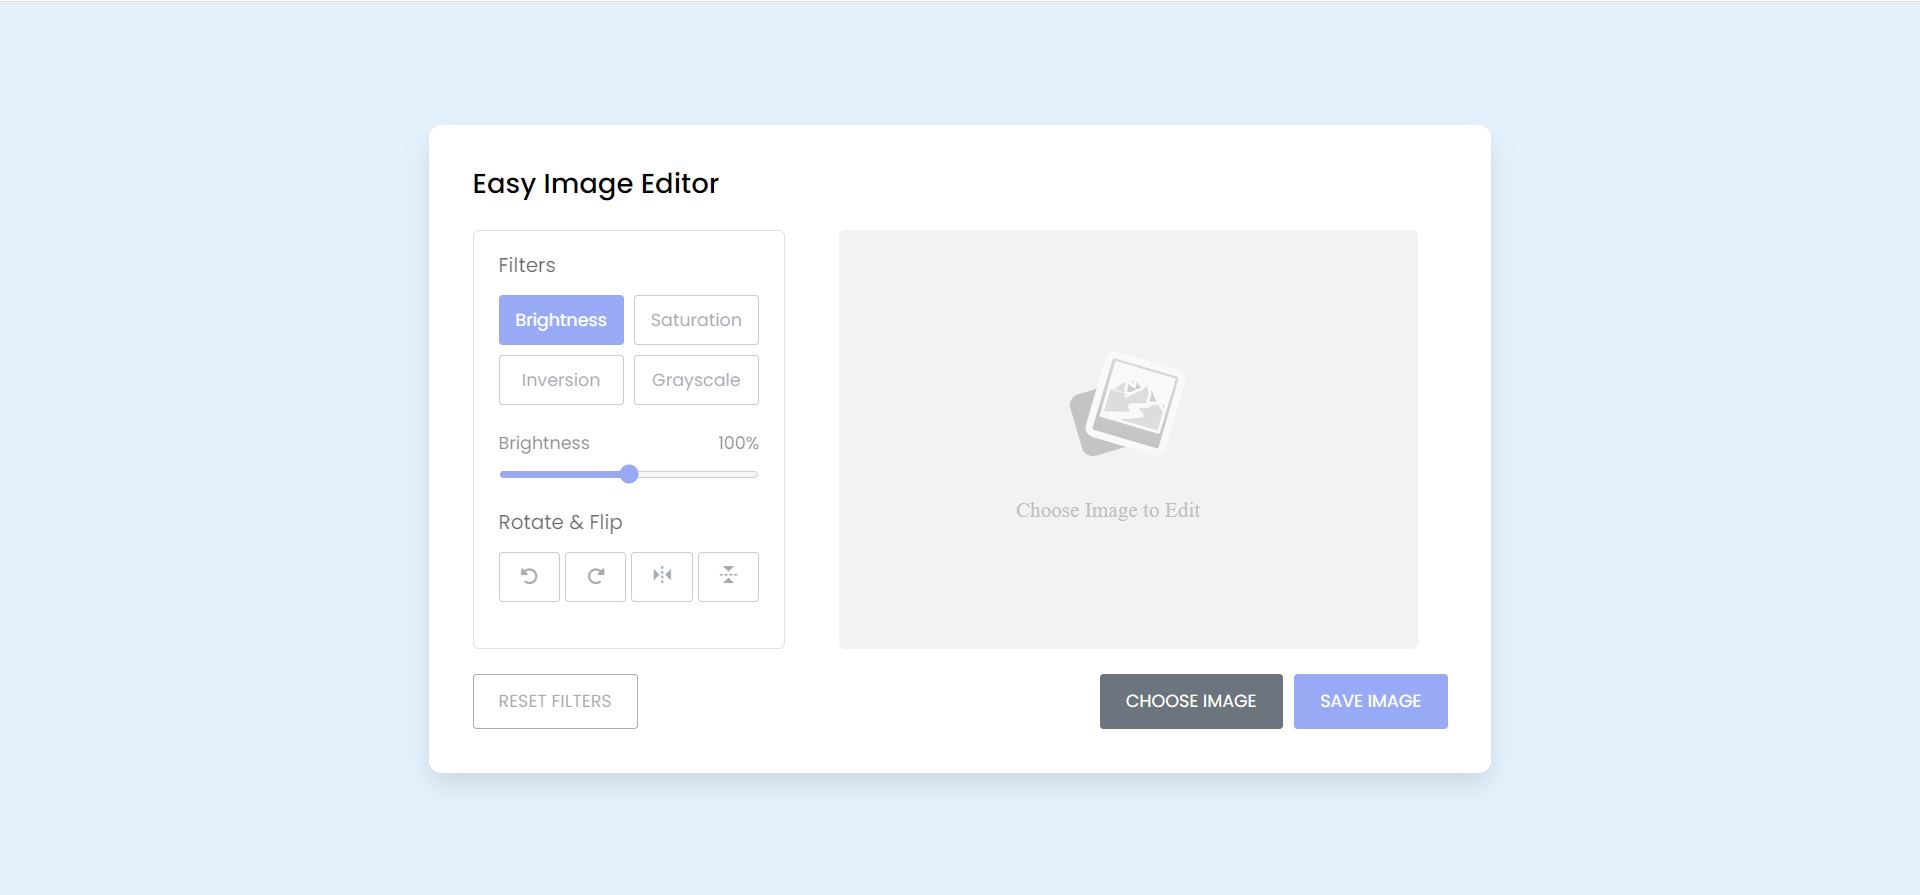 Easy Image Editor
Filters
Brightness
Saturation
Inversion
Grayscale
Brightness 100%
Rotate & Flip
Choose Image to Edit
RESET FILTERS
CHOOSE IMAGE
SAVE IMAGE